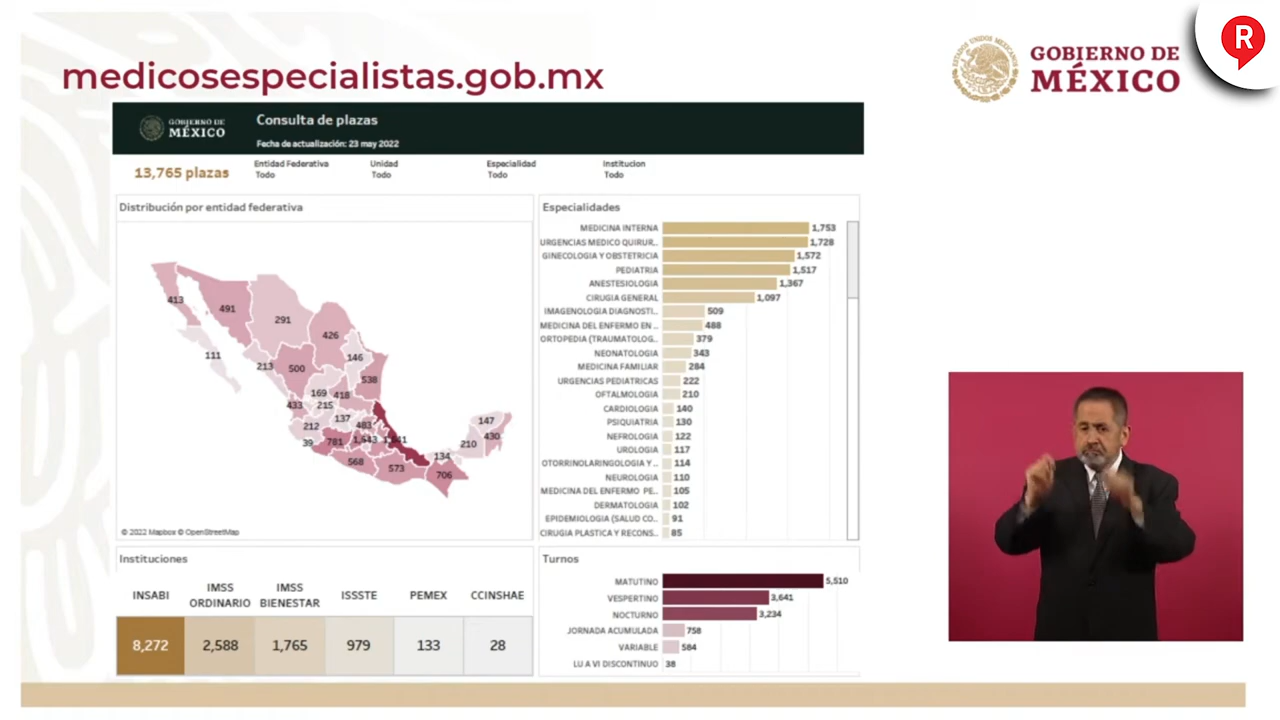 medicosespecialistas.gob.mx
GOBIERNO DE
MÉXICO
R
GOBIERNO DE
MÉXICO
Consulta de plazas
Fecha de actualización: 23 may 2022
13,765 plazas
Entidad Federativa
Todo
Unidad
Todo
Especialidad
Todo
Institucion
Todo
Distribución por entidad federativa
413
491
291
426
111
213
500
146
538
169
418
433
215
137
212
483
39
781
568
573
134
706
210
147
430
© 2022 Mapbox © OpenStreetMap
Especialidades
MEDICINA INTERNA 1,753
URGENCIAS MEDICO QUIRUR... 1,728
GINECOLOGIA Y OBSTETRICIA 1,572
PEDIATRIA 1,517
ANESTESIOLOGIA 1,367
CIRUGIA GENERAL 1,097
IMAGENOLOGIA DIAGNOSTI... 509
MEDICINA DEL ENFERMO EN ... 488
ORTOPEDIA (TRAUMATOLOG... 379
NEONATOLOGIA 343
MEDICINA FAMILIAR 284
URGENCIAS PEDIATRICAS 222
OFTALMOLOGIA 210
CARDIOLOGIA 140
PSIQUIATRIA 130
NEFROLOGIA 122
UROLOGIA 117
OTORRINOLARINGOLOGIA Y ... 114
NEUROLOGIA 110
MEDICINA DEL ENFERMO PE... 105
DERMATOLOGIA 102
EPIDEMIOLOGIA (SALUD CO... 91
CIRUGIA PLASTICA Y RECONS... 85
Instituciones
INSABI
IMSS ORDINARIO
IMSS BIENESTAR
ISSSTE
PEMEX
CCINSHAE
8,272
2,588
1,765
979
133
28
Turnos
MATUTINO 5,510
VESPERTINO 3,641
NOCTURNO 3,234
JORNADA ACUMULADA 758
VARIABLE 584
LU A VI DISCONTINUO 38